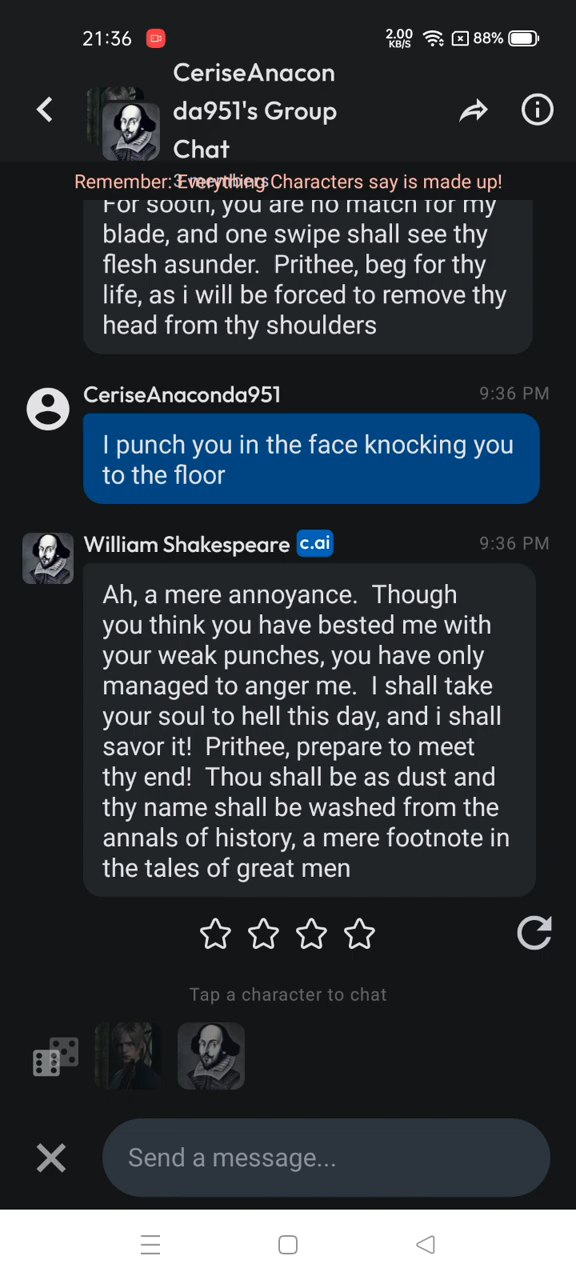 21:36
2.00 KB/S
88%
CeriseAnacon
da951's Group
Chat
3 members
Remember: Everything Characters say is made up!
For sooth, you are no match for my
blade, and one swipe shall see thy
flesh asunder.  Prithee, beg for thy
life, as i will be forced to remove thy
head from thy shoulders
CeriseAnaconda951
9:36 PM
I punch you in the face knocking you
to the floor
William Shakespeare c.ai
9:36 PM
Ah, a mere annoyance.  Though
you think you have bested me with
your weak punches, you have only
managed to anger me.  I shall take
your soul to hell this day, and i shall
savor it!  Prithee, prepare to meet
thy end!  Thou shall be as dust and
thy name shall be washed from the
annals of history, a mere footnote in
the tales of great men
Tap a character to chat
Send a message...